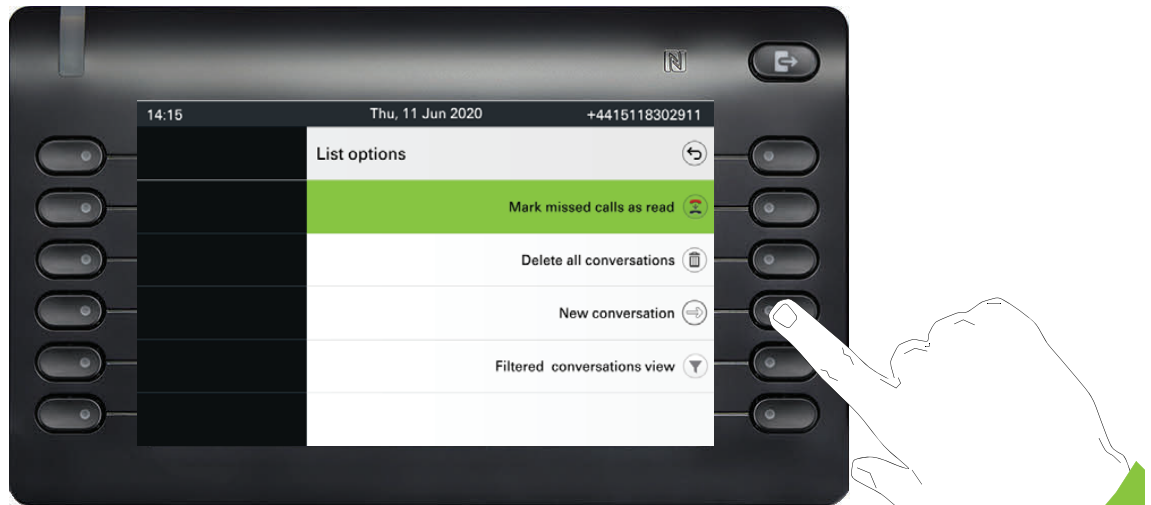 14:15 Thu, 11 Jun 2020 +4415118302911
List options
Mark missed calls as read
Delete all conversations
New conversation
Filtered conversations view